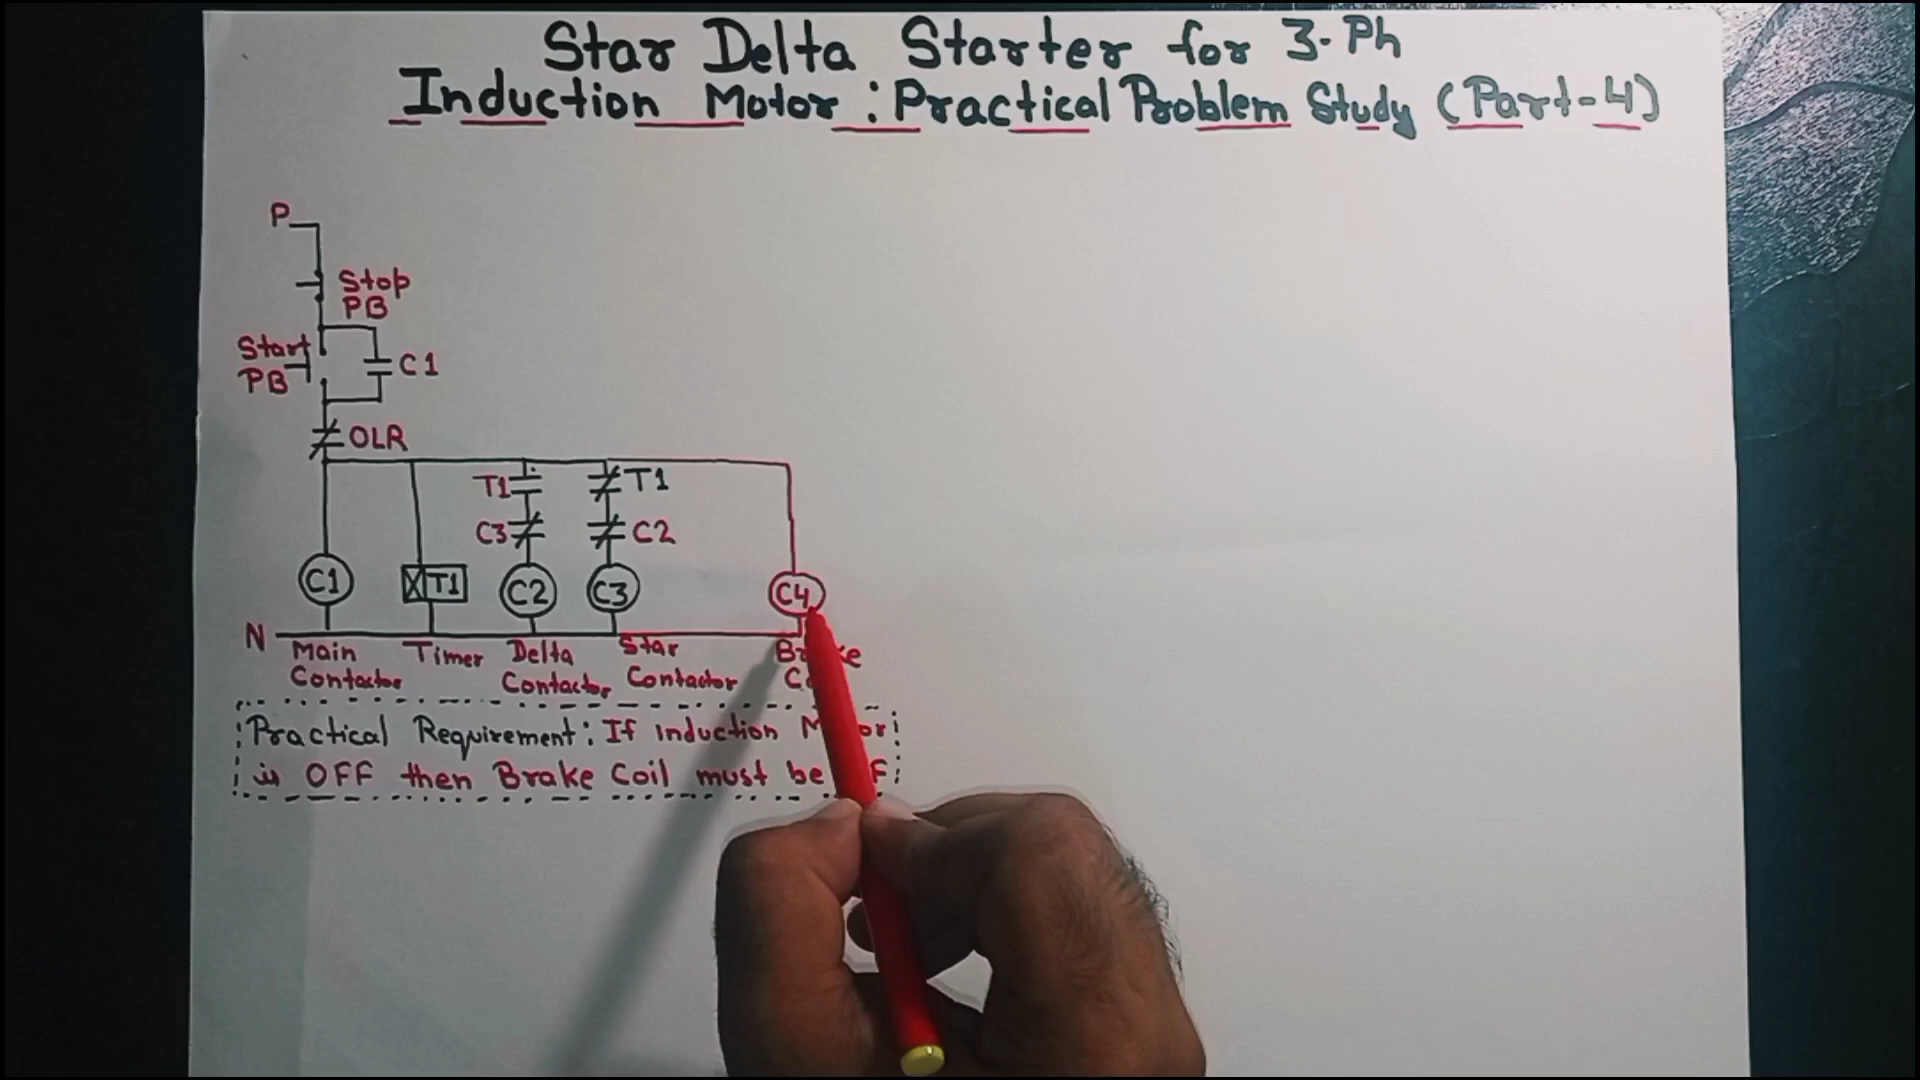 Star Delta Starter for 3-Ph
Induction Motor : Practical Problem Study (Part-4)
P
Stop
PB
Start
PB
C1
OLR
T1
T1
C3
C2
C1
T1
C2
C3
C4
N
Main
Contactor
Timer
Delta
Contactor
Star
Contactor
Practical Requirement: If induction
is OFF then Brake Coil must be